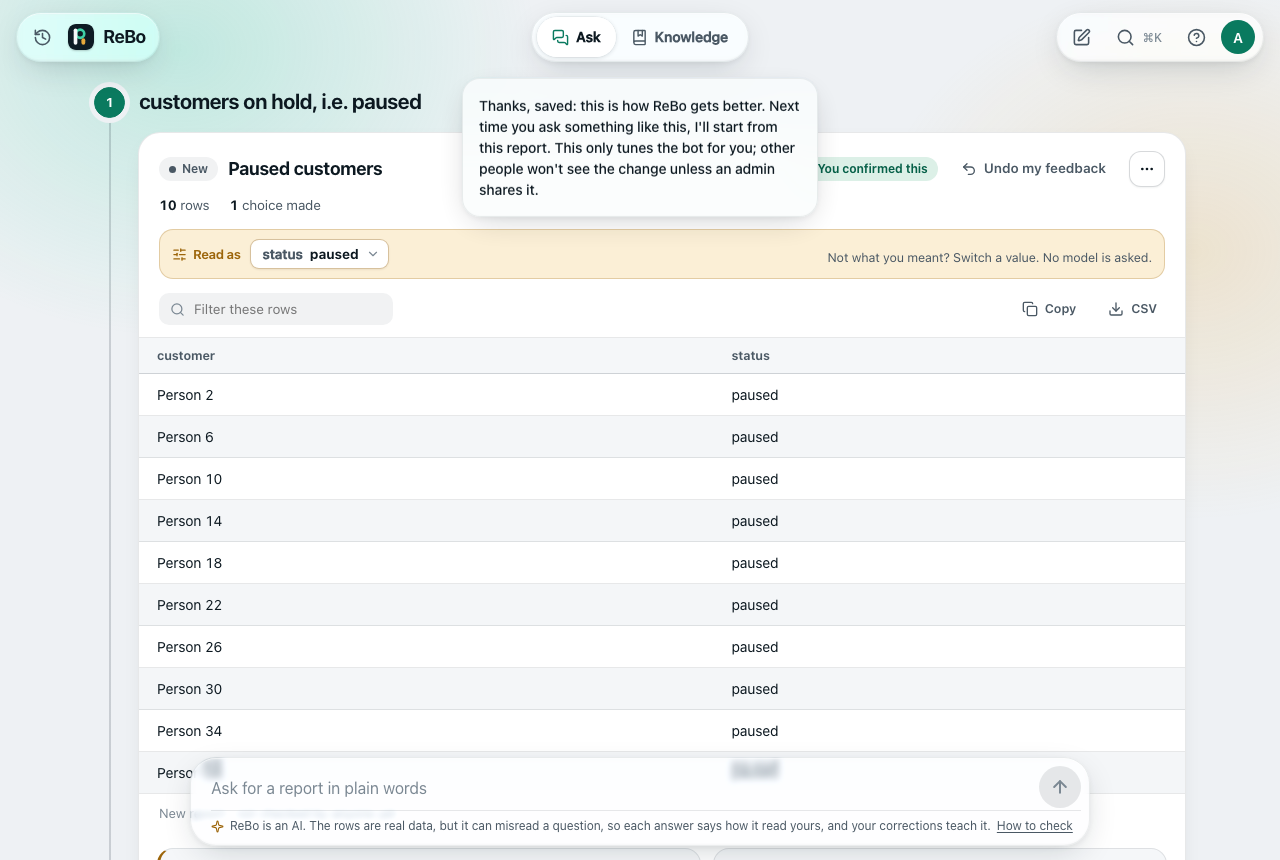 ReBo
Ask
Knowledge
⌘K
A
1
customers on hold, i.e. paused
Thanks, saved: this is how ReBo gets better. Next
time you ask something like this, I'll start from
this report. This only tunes the bot for you; other
people won't see the change unless an admin
shares it.
New
Paused customers
You confirmed this
Undo my feedback
10 rows
1 choice made
Read as
status paused
Not what you meant? Switch a value. No model is asked.
Filter these rows
Copy
CSV
customer status
Person 2 paused
Person 6 paused
Person 10 paused
Person 14 paused
Person 18 paused
Person 22 paused
Person 26 paused
Person 30 paused
Person 34 paused
Perso
Ask for a report in plain words
New
ReBo is an AI. The rows are real data, but it can misread a question, so each answer says how it read yours, and your corrections teach it. How to check